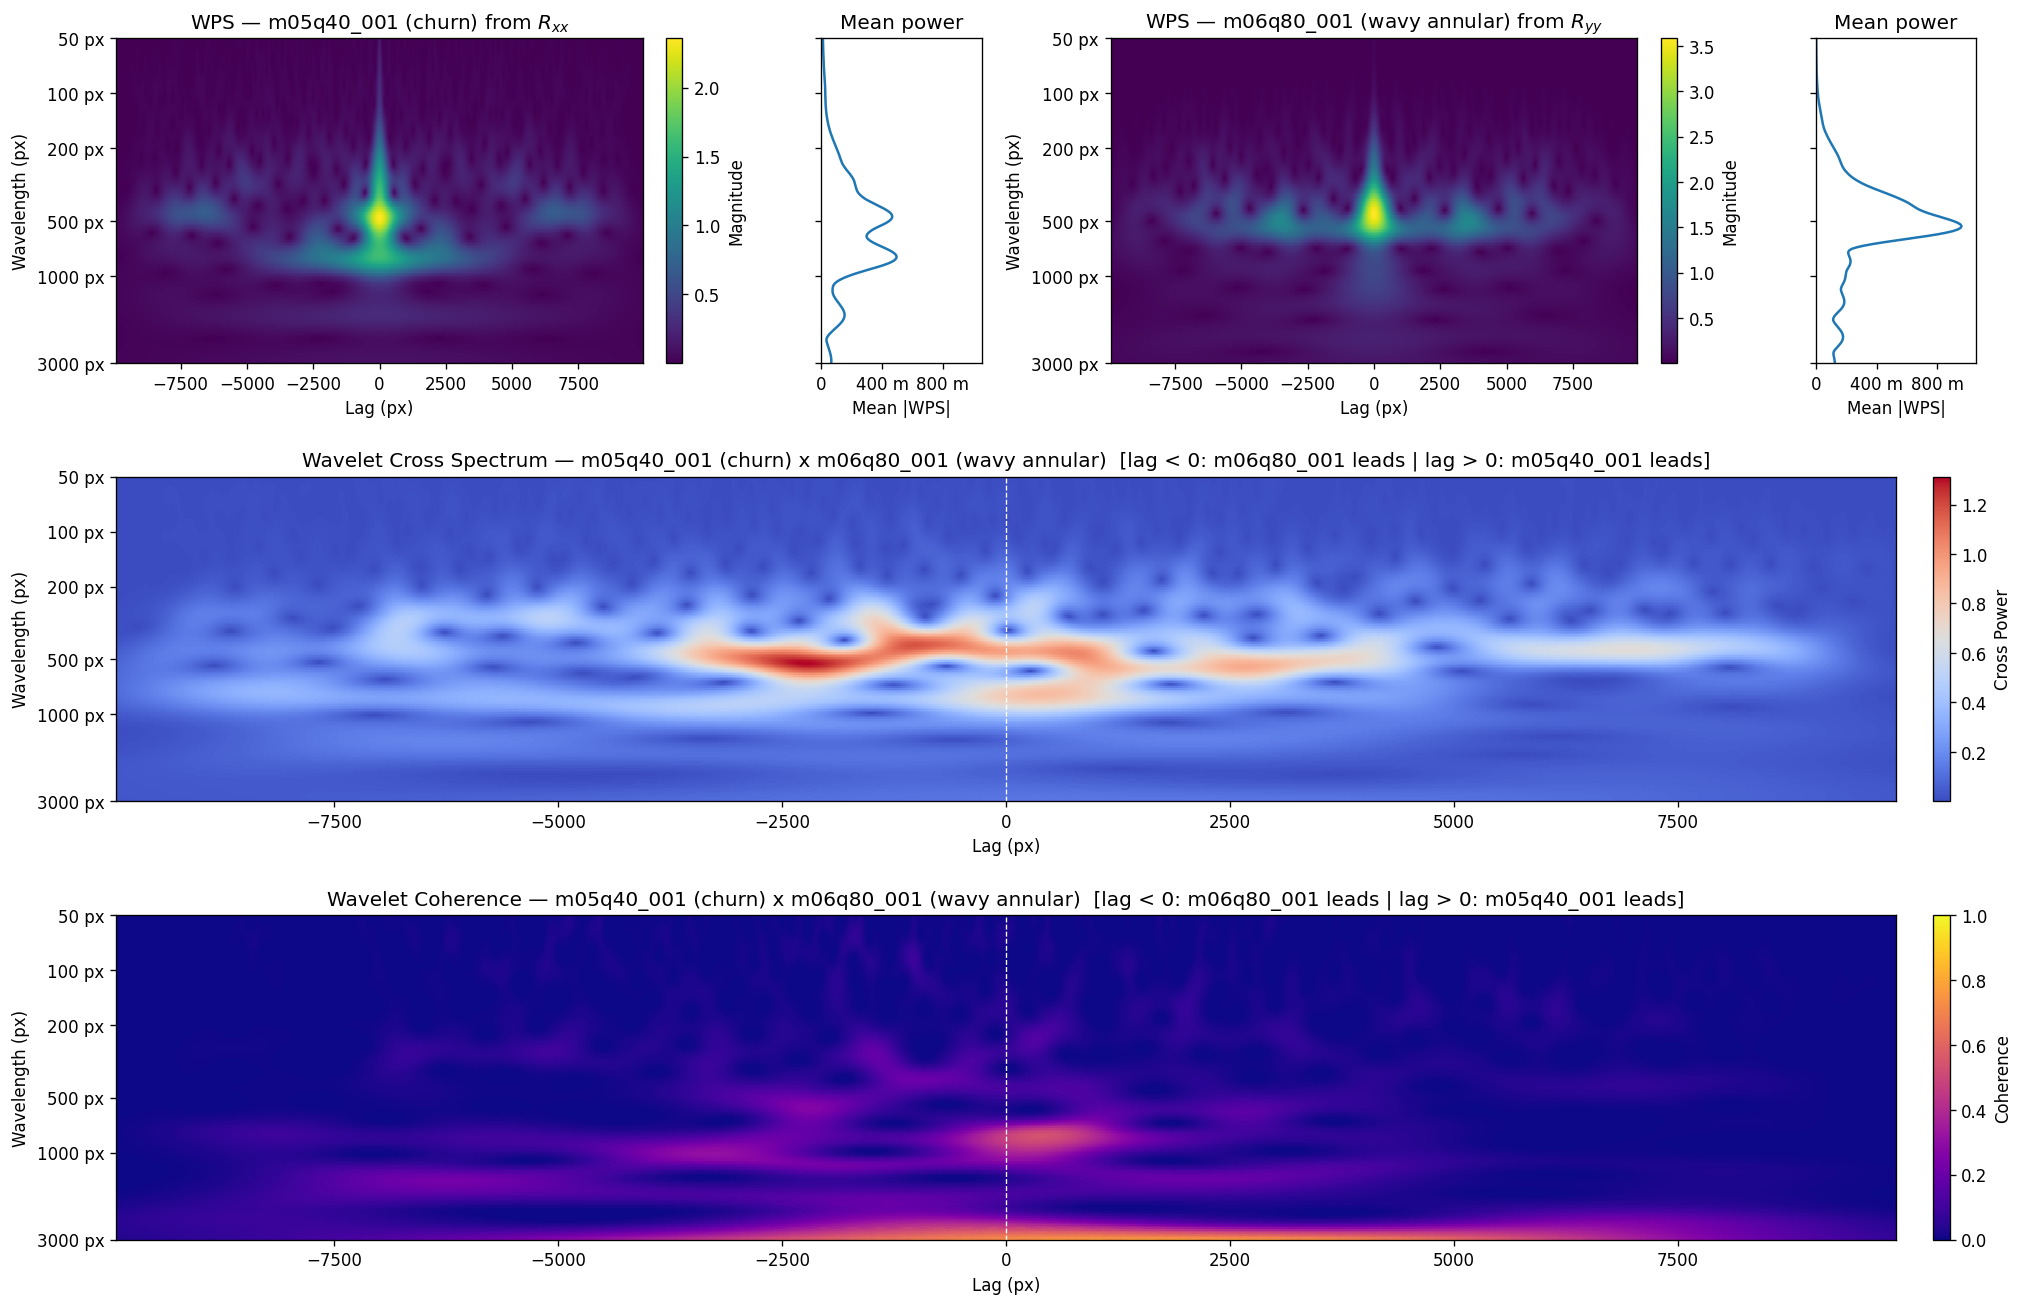 WPS — m05q40_001 (churn) from Rxx
Mean power
WPS — m06q80_001 (wavy annular) from Ryy
Mean power
50 px
100 px
200 px
500 px
1000 px
3000 px
Wavelength (px)
−7500 −5000 −2500 0 2500 5000 7500
Lag (px)
2.0
1.5
1.0
0.5
Magnitude
0 400 m 800 m
Mean |WPS|
50 px
100 px
200 px
500 px
1000 px
3000 px
Wavelength (px)
−7500 −5000 −2500 0 2500 5000 7500
Lag (px)
3.5
3.0
2.5
2.0
1.5
1.0
0.5
Magnitude
0 400 m 800 m
Mean |WPS|
Wavelet Cross Spectrum — m05q40_001 (churn) x m06q80_001 (wavy annular) [lag < 0: m06q80_001 leads | lag > 0: m05q40_001 leads]
50 px
100 px
200 px
500 px
1000 px
3000 px
Wavelength (px)
−7500 −5000 −2500 0 2500 5000 7500
Lag (px)
1.2
1.0
0.8
0.6
0.4
0.2
Cross Power
Wavelet Coherence — m05q40_001 (churn) x m06q80_001 (wavy annular) [lag < 0: m06q80_001 leads | lag > 0: m05q40_001 leads]
50 px
100 px
200 px
500 px
1000 px
3000 px
Wavelength (px)
−7500 −5000 −2500 0 2500 5000 7500
Lag (px)
1.0
0.8
0.6
0.4
0.2
0.0
Coherence